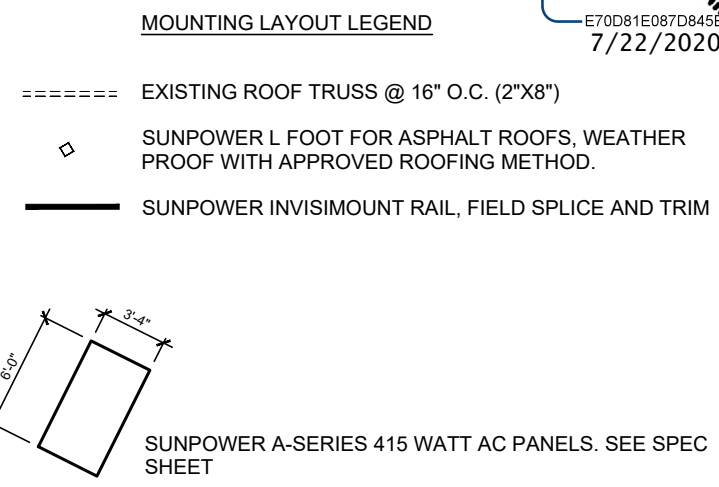 MOUNTING LAYOUT LEGEND
E70D81E087D845E
7/22/2020
EXISTING ROOF TRUSS @ 16" O.C. (2"X8")
SUNPOWER L FOOT FOR ASPHALT ROOFS, WEATHER
PROOF WITH APPROVED ROOFING METHOD.
SUNPOWER INVISIMOUNT RAIL, FIELD SPLICE AND TRIM
3'-4"
6'-0"
SUNPOWER A-SERIES 415 WATT AC PANELS. SEE SPEC
SHEET